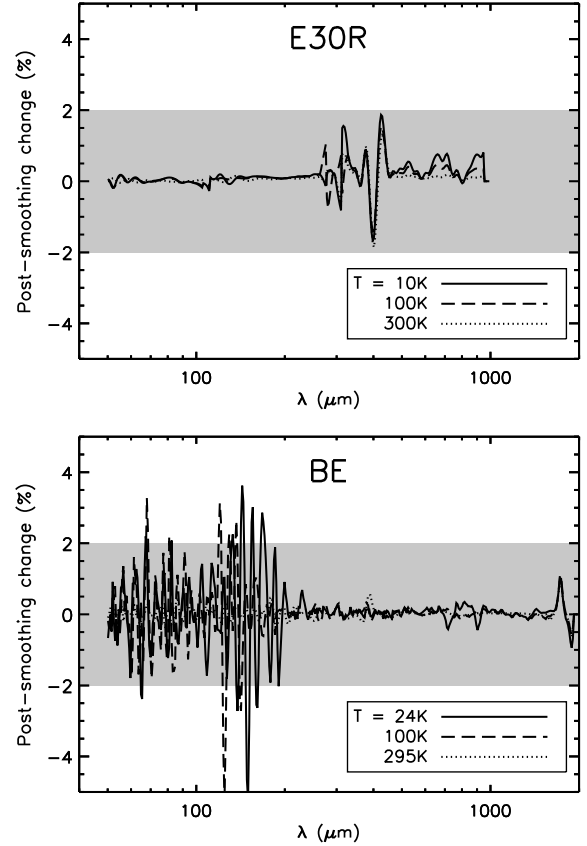 E30R
Post-smoothing change (%)
4
2
0
-2
-4
T = 10K
100K
300K
100
1000
λ (μm)
BE
Post-smoothing change (%)
4
2
0
-2
-4
T = 24K
100K
295K
100
1000
λ (μm)